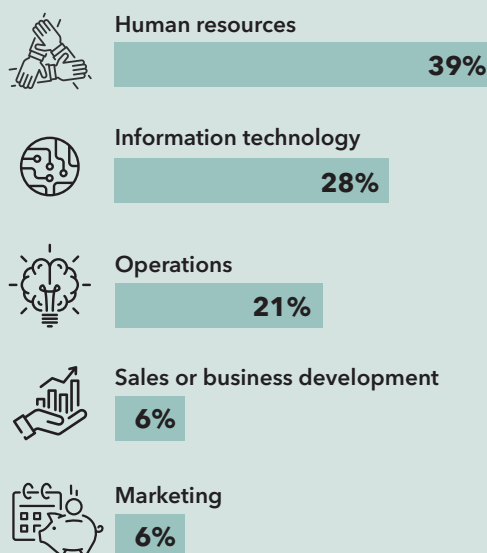 Human resources
39%
Information technology
28%
Operations
21%
Sales or business development
6%
Marketing
6%